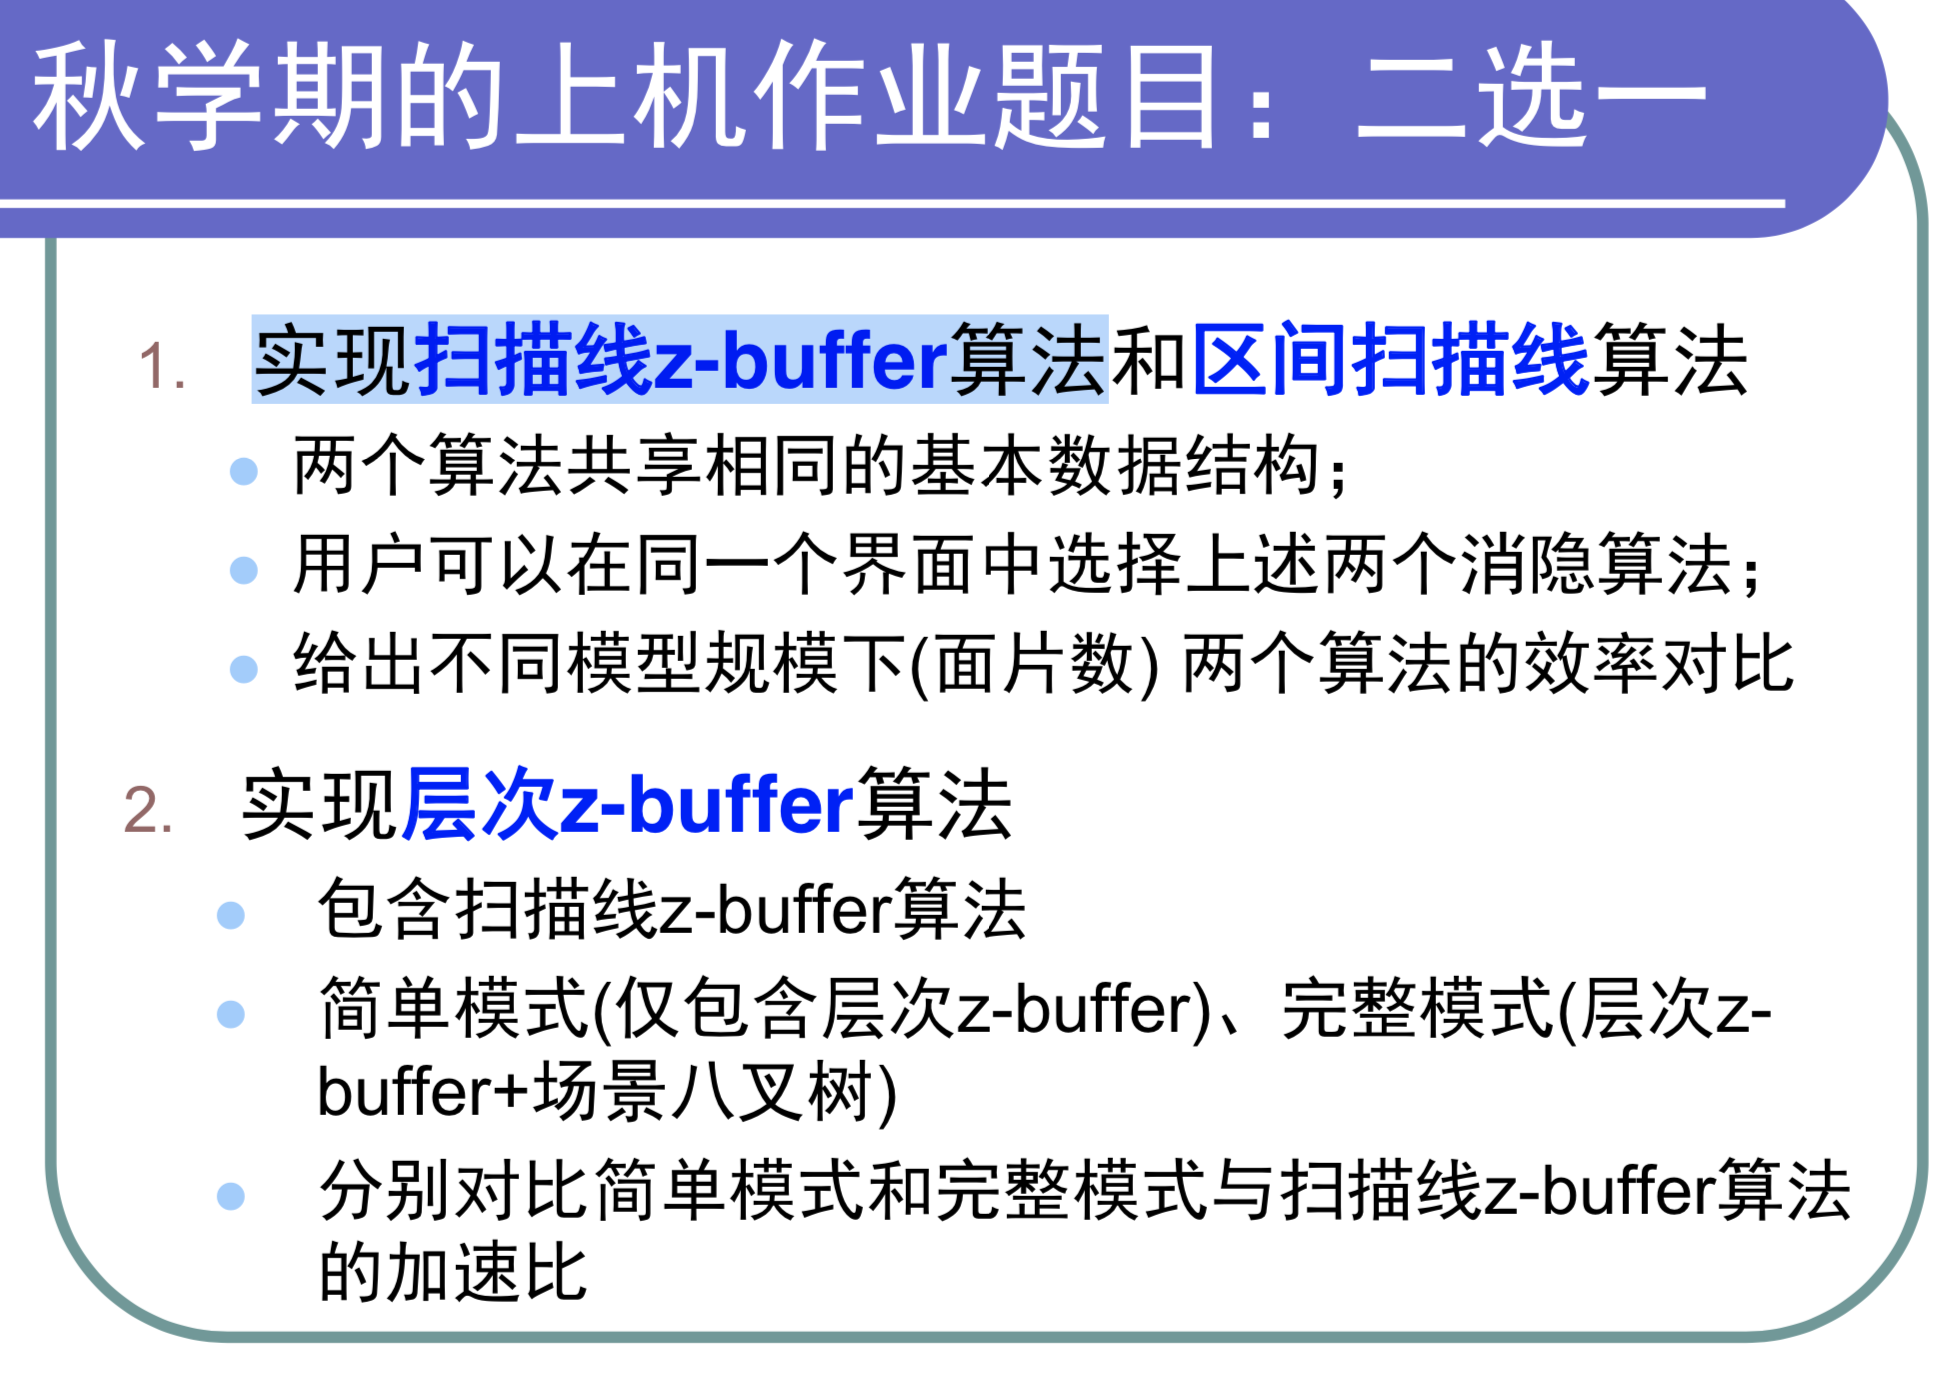 秋学期的上机作业题目：二选一
1. 实现扫描线z-buffer算法和区间扫描线算法
● 两个算法共享相同的基本数据结构；
● 用户可以在同一个界面中选择上述两个消隐算法；
● 给出不同模型规模下(面片数) 两个算法的效率对比
2. 实现层次z-buffer算法
● 包含扫描线z-buffer算法
● 简单模式(仅包含层次z-buffer)、完整模式(层次z-
buffer+场景八叉树)
● 分别对比简单模式和完整模式与扫描线z-buffer算法
的加速比